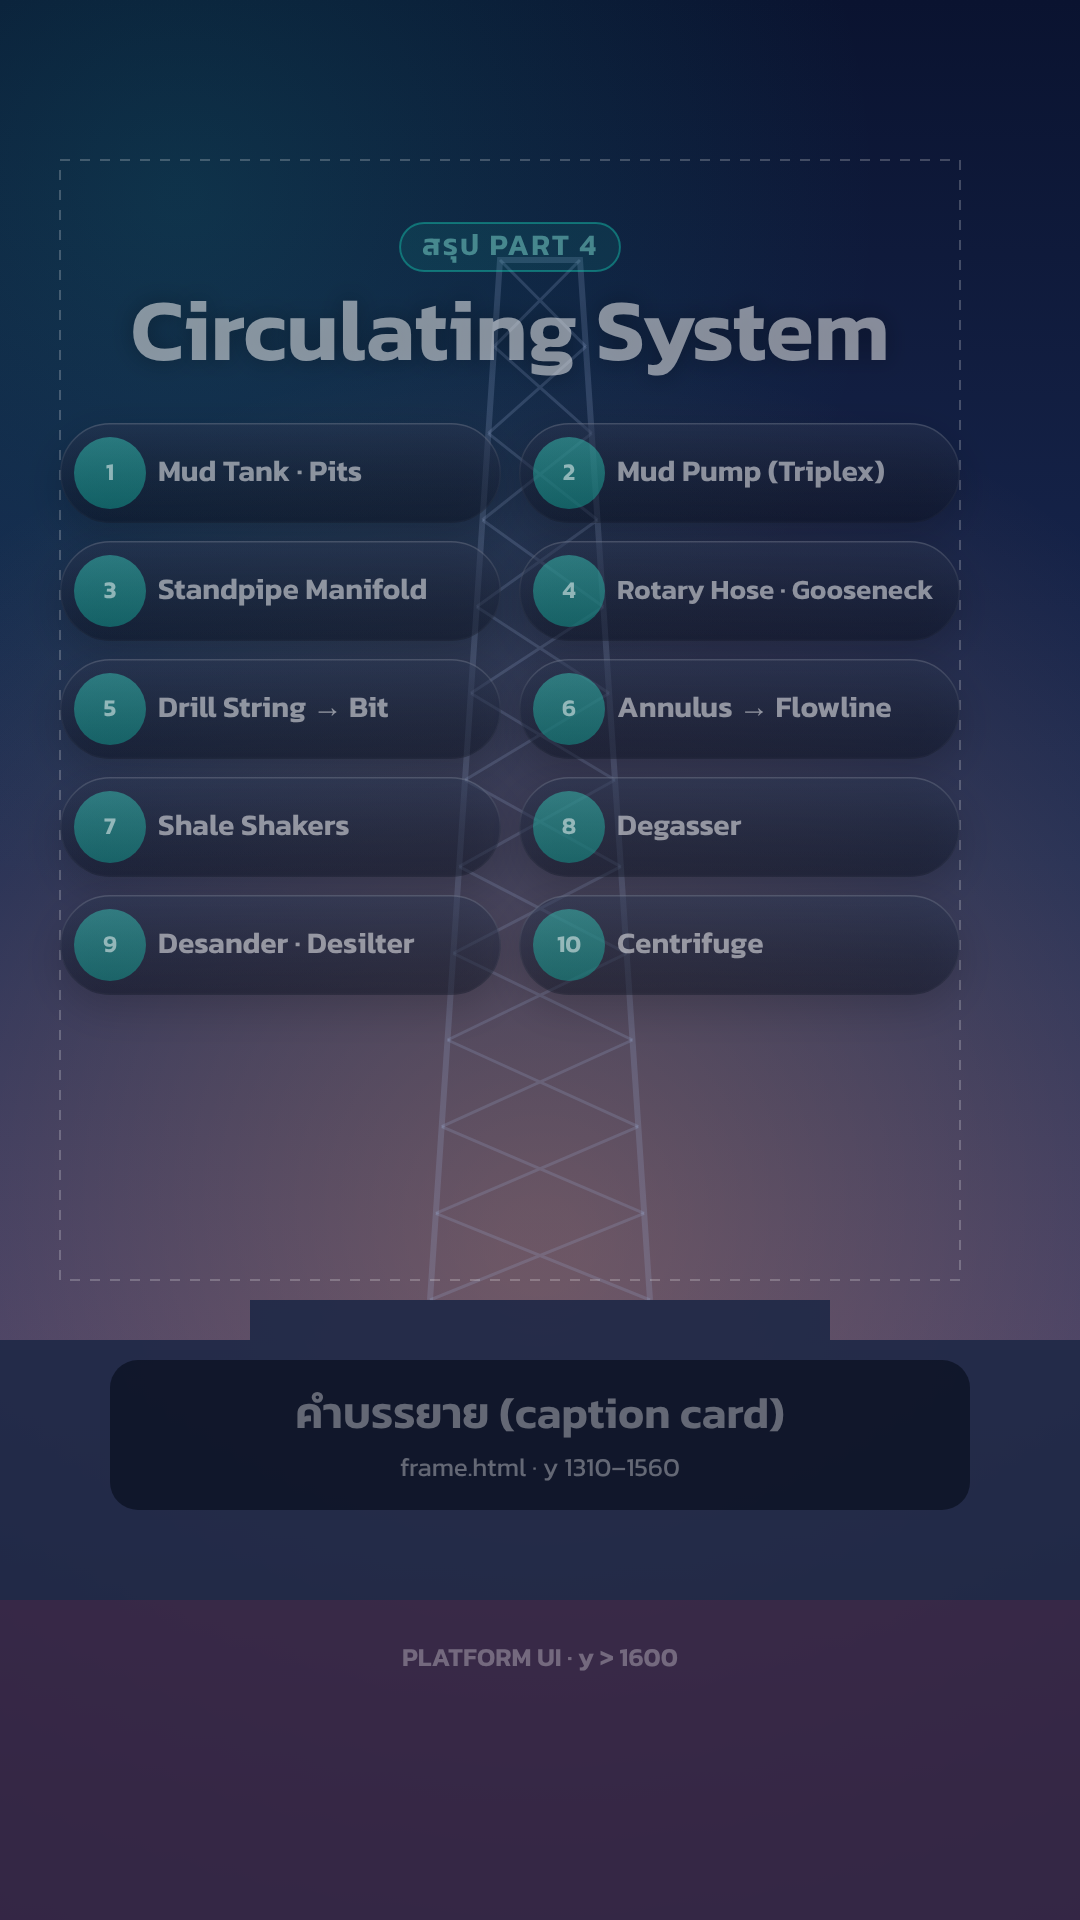 สรุป PART 4
Circulating System
1 Mud Tank · Pits
2 Mud Pump (Triplex)
3 Standpipe Manifold
4 Rotary Hose · Gooseneck
5 Drill String → Bit
6 Annulus → Flowline
7 Shale Shakers
8 Degasser
9 Desander · Desilter
10 Centrifuge
คำบรรยาย (caption card)
frame.html · y 1310–1560
PLATFORM UI · y > 1600